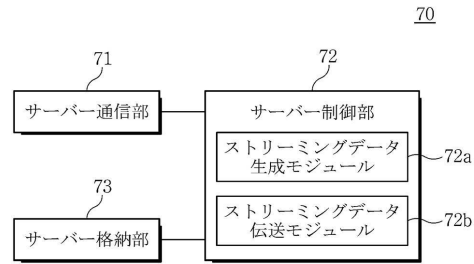 70
71
サーバー通信部
72
サーバー制御部
ストリーミングデータ
生成モジュール
72a
ストリーミングデータ
伝送モジュール
72b
73
サーバー格納部